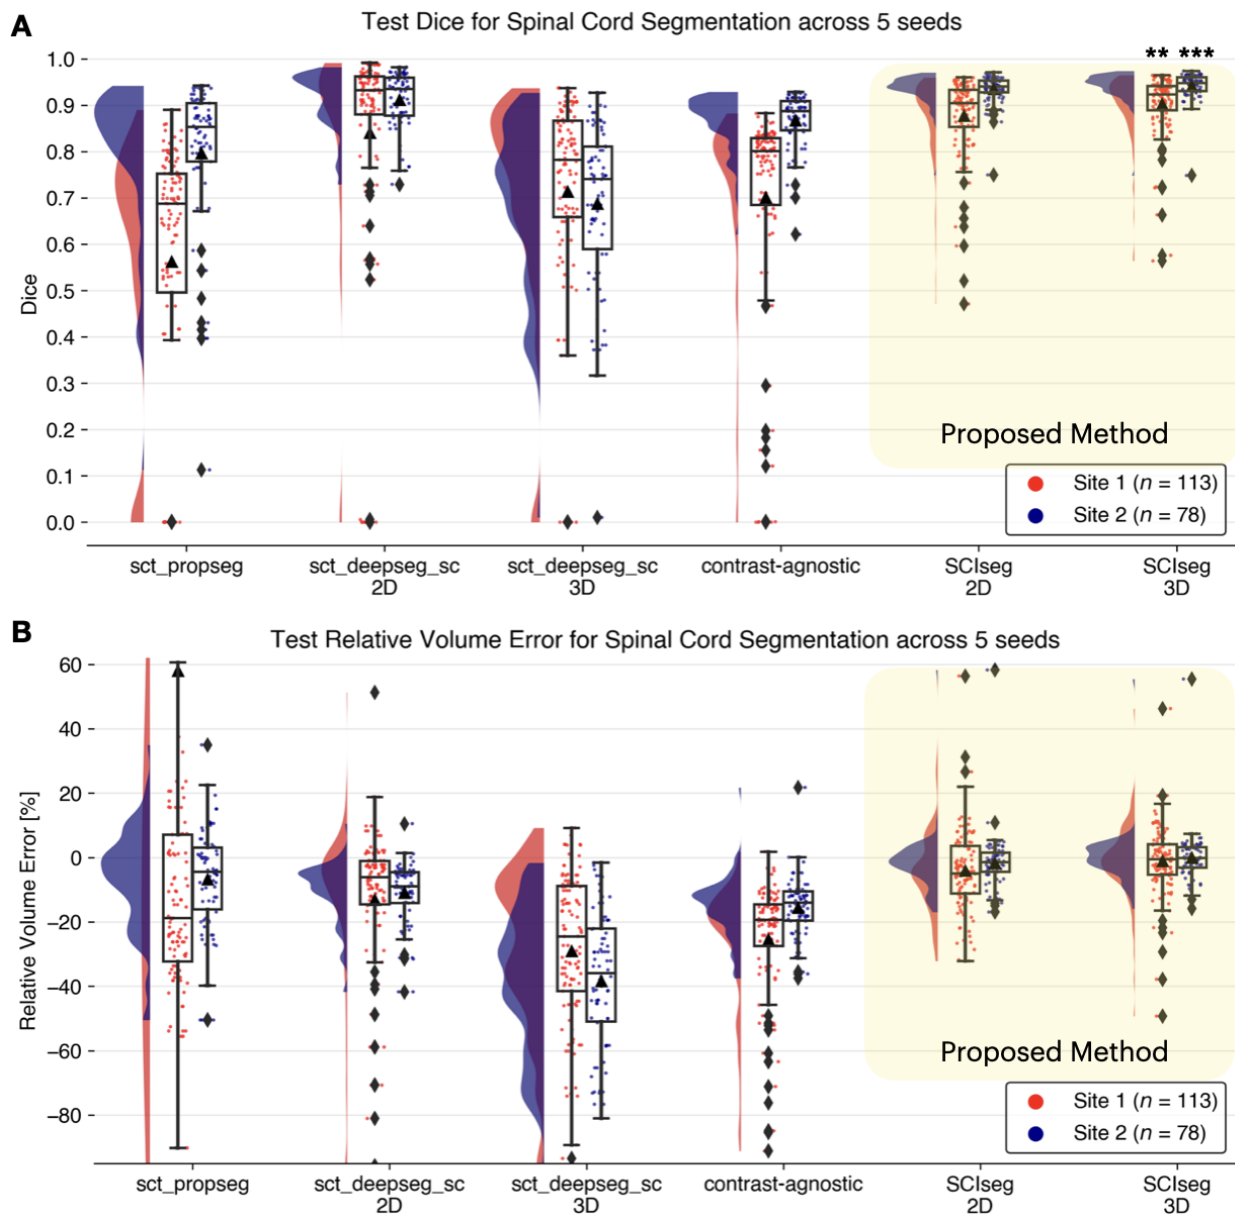 A
Test Dice for Spinal Cord Segmentation across 5 seeds
** ***
1.0
0.9
0.8
0.7
0.6
0.5
0.4
0.3
0.2
0.1
0.0
Dice
Proposed Method
Site 1 (n = 113)
Site 2 (n = 78)
sct_propseg
sct_deepseg_sc
2D
sct_deepseg_sc
3D
contrast-agnostic
SCIseg
2D
SCIseg
3D
B
Test Relative Volume Error for Spinal Cord Segmentation across 5 seeds
60
40
20
0
−20
−40
−60
−80
Relative Volume Error [%]
Proposed Method
Site 1 (n = 113)
Site 2 (n = 78)
sct_propseg
sct_deepseg_sc
2D
sct_deepseg_sc
3D
contrast-agnostic
SCIseg
2D
SCIseg
3D